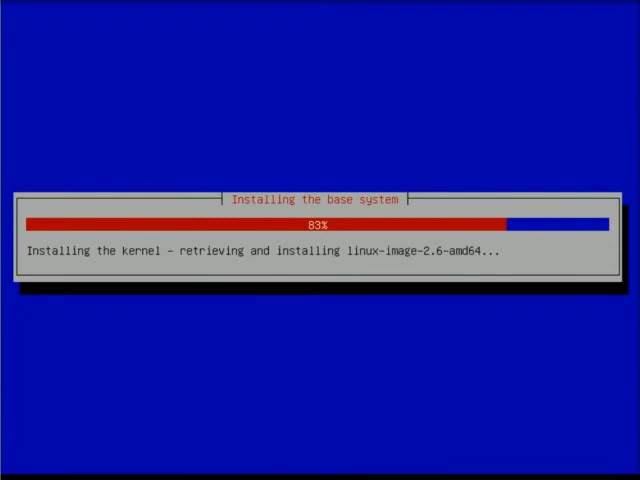 Installing the base system
83%
Installing the kernel - retrieving and installing linux-image-2.6-amd64...